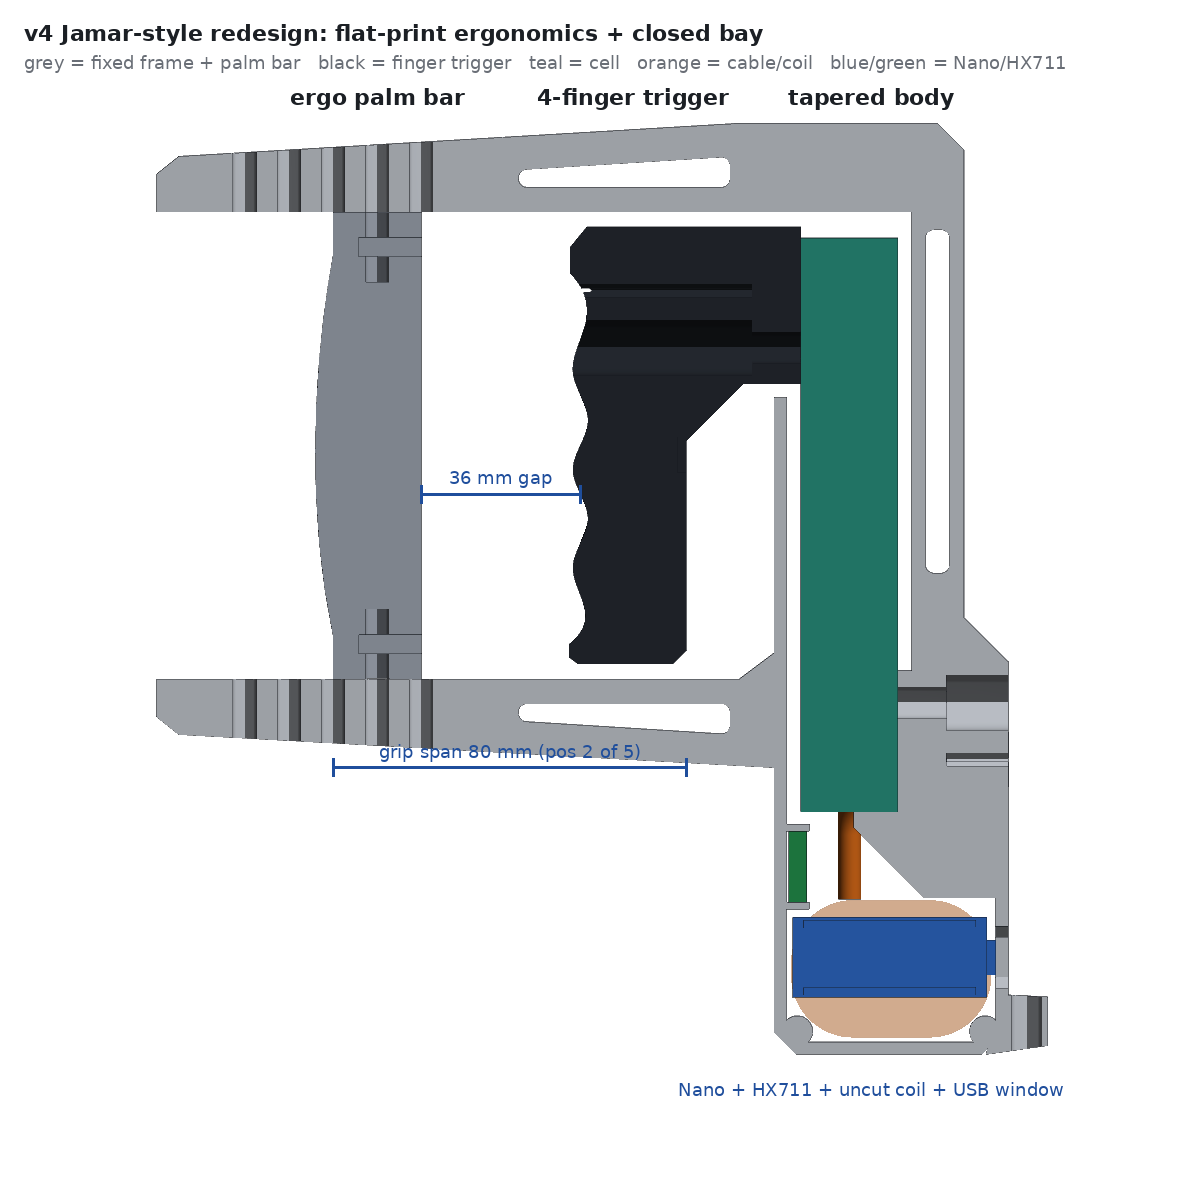 v4 Jamar-style redesign: flat-print ergonomics + closed bay
grey = fixed frame + palm bar   black = finger trigger   teal = cell   orange = cable/coil   blue/green = Nano/HX711
ergo palm bar   4-finger trigger   tapered body
36 mm gap
grip span 80 mm (pos 2 of 5)
Nano + HX711 + uncut coil + USB window